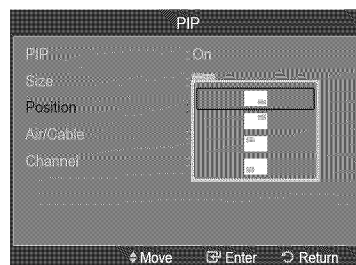 PIP
PIP : On
Size
Position
Air/Cable
Channel
Move Enter Return